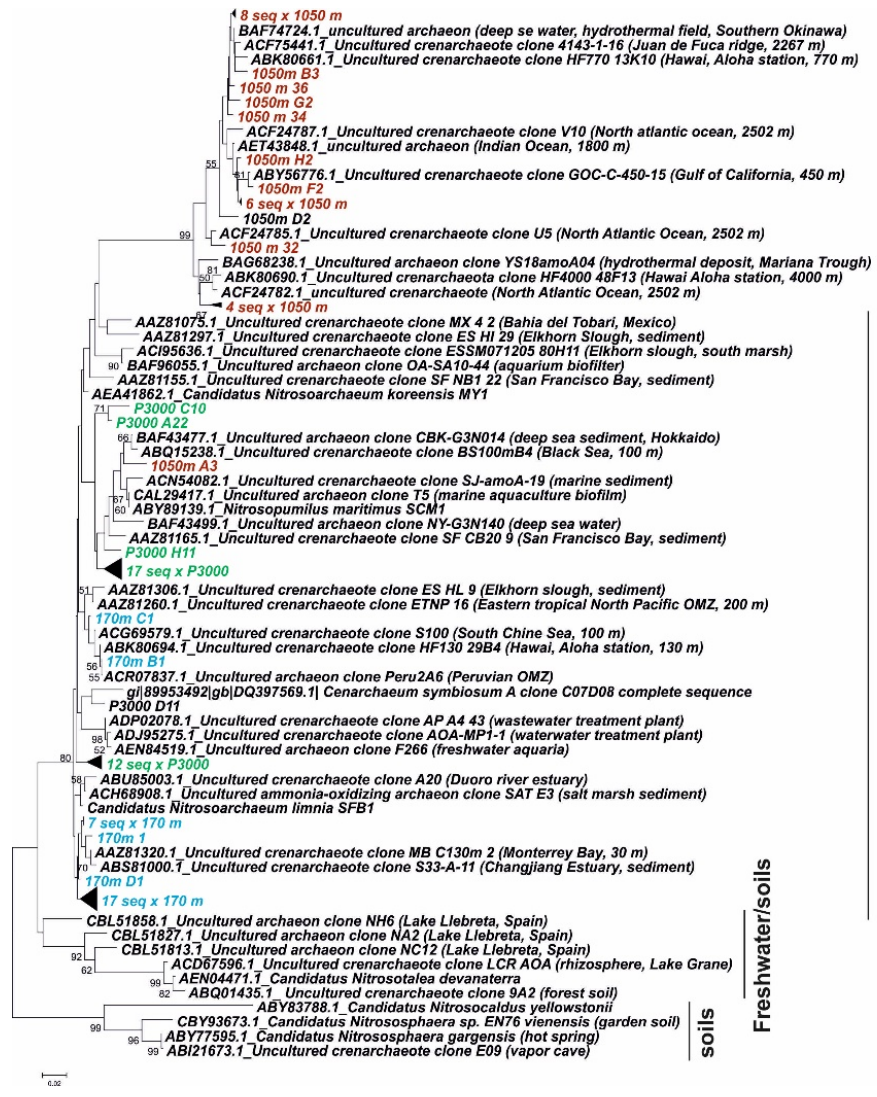 8 seq x 1050 m
BAF74724.1_uncultured archaeon (deep se water, hydrothermal field, Southern Okinawa)
ACF75441.1_Uncultured crenarchaeote clone 4143-1-16 (Juan de Fuca ridge, 2267 m)
ABK80661.1_Uncultured crenarchaeote clone HF770 13K10 (Hawai, Aloha station, 770 m)
1050m B3
1050 m 36
1050m G2
1050 m 34
ACF24787.1_Uncultured crenarchaeote clone V10 (North atlantic ocean, 2502 m)
AET43848.1_uncultured archaeon (Indian Ocean, 1800 m)
1050m H2
55
81
ABY56776.1_Uncultured crenarchaeote clone GOC-C-450-15 (Gulf of California, 450 m)
1050m F2
6 seq x 1050 m
1050m D2
ACF24785.1_Uncultured crenarchaeote clone U5 (North Atlantic Ocean, 2502 m)
99
1050 m 32
BAG68238.1_Uncultured archaeon clone YS18amoA04 (hydrothermal deposit, Mariana Trough)
81
50
ABK80690.1_Uncultured crenarchaeota clone HF4000 48F13 (Hawai Aloha station, 4000 m)
ACF24782.1_uncultured crenarchaeote (North Atlantic Ocean, 2502 m)
4 seq x 1050 m
67
AAZ81075.1_Uncultured crenarchaeote clone MX 4 2 (Bahia del Tobari, Mexico)
AAZ81297.1_Uncultured crenarchaeote clone ES HI 29 (Elkhorn Slough, sediment)
ACI95636.1_Uncultured crenarchaeote clone ESSM071205 80H11 (Elkhorn slough, south marsh)
90
BAF96055.1_uncultured archaeon clone OA-SA10-44 (aquarium biofilter)
AAZ81155.1_Uncultured crenarchaeote clone SF NB1 22 (San Francisco Bay, sediment)
AEA41862.1_Candidatus Nitrosoarchaeum koreensis MY1
71
P3000 C10
P3000 A22
66
BAF43477.1_Uncultured archaeon clone CBK-G3N014 (deep sea sediment, Hokkaido)
ABQ15238.1_Uncultured crenarchaeote clone BS100mB4 (Black Sea, 100 m)
1050m A3
ACN54082.1_Uncultured crenarchaeote clone SJ-amoA-19 (marine sediment)
67
CAL29417.1_Uncultured archaeon clone T5 (marine aquaculture biofilm)
60
ABY89139.1_Nitrosopumilus maritimus SCM1
BAF43499.1_Uncultured archaeon clone NY-G3N140 (deep sea water)
AAZ81165.1_Uncultured crenarchaeote clone SF CB20 9 (San Francisco Bay, sediment)
P3000 H11
17 seq x P3000
51
AAZ81306.1_Uncultured crenarchaeote clone ES HL 9 (Elkhorn slough, sediment)
AAZ81260.1_Uncultured crenarchaeote clone ETNP 16 (Eastern tropical North Pacific OMZ, 200 m)
170m C1
ACG69579.1_Uncultured crenarchaeote clone S100 (South Chine Sea, 100 m)
ABK80694.1_Uncultured crenarchaeote clone HF130 29B4 (Hawai, Aloha station, 130 m)
56
170m B1
55
ACR07837.1_Uncultured archaeon clone Peru2A6 (Peruvian OMZ)
gi|89953492|gb|DQ397569.1| Cenarchaeum symbiosum A clone C07D08 complete sequence
P3000 D11
ADP02078.1_Uncultured crenarchaeote clone AP A4 43 (wastewater treatment plant)
98
ADJ95275.1_Uncultured crenarchaeote clone AOA-MP1-1 (waterwater treatment plant)
52
AEN84519.1_Uncultured archaeon clone F266 (freshwater aquaria)
80
12 seq x P3000
58
ABU85003.1_Uncultured crenarchaeote clone A20 (Duoro river estuary)
ACH68908.1_Uncultured ammonia-oxidizing archaeon clone SAT E3 (salt marsh sediment)
Candidatus Nitrosoarchaeum limnia SFB1
7 seq x 170 m
170m 1
AAZ81320.1_Uncultured crenarchaeote clone MB C130m 2 (Monterrey Bay, 30 m)
70
ABS81000.1_Uncultured crenarchaeote clone S33-A-11 (Changjiang Estuary, sediment)
170m D1
17 seq x 170 m
CBL51858.1_Uncultured archaeon clone NH6 (Lake Llebreta, Spain)
CBL51827.1_Uncultured archaeon clone NA2 (Lake Llebreta, Spain)
92
CBL51813.1_Uncultured archaeon clone NC12 (Lake Llebreta, Spain)
62
ACD67596.1_Uncultured crenarchaeote clone LCR AOA (rhizosphere, Lake Grane)
99
AEN04471.1_Candidatus Nitrosotalea devanaterra
82
ABQ01435.1_ Uncultured crenarchaeote clone 9A2 (forest soil)
Freshwater/soils
ABY83788.1_Candidatus Nitrosocaldus yellowstonii
99
CBY93673.1_Candidatus Nitrososphaera sp. EN76 vienensis (garden soil)
96
ABY77595.1_Candidatus Nitrososphaera gargensis (hot spring)
99
ABI21673.1_Uncultured crenarchaeote clone E09 (vapor cave)
soils
0.02